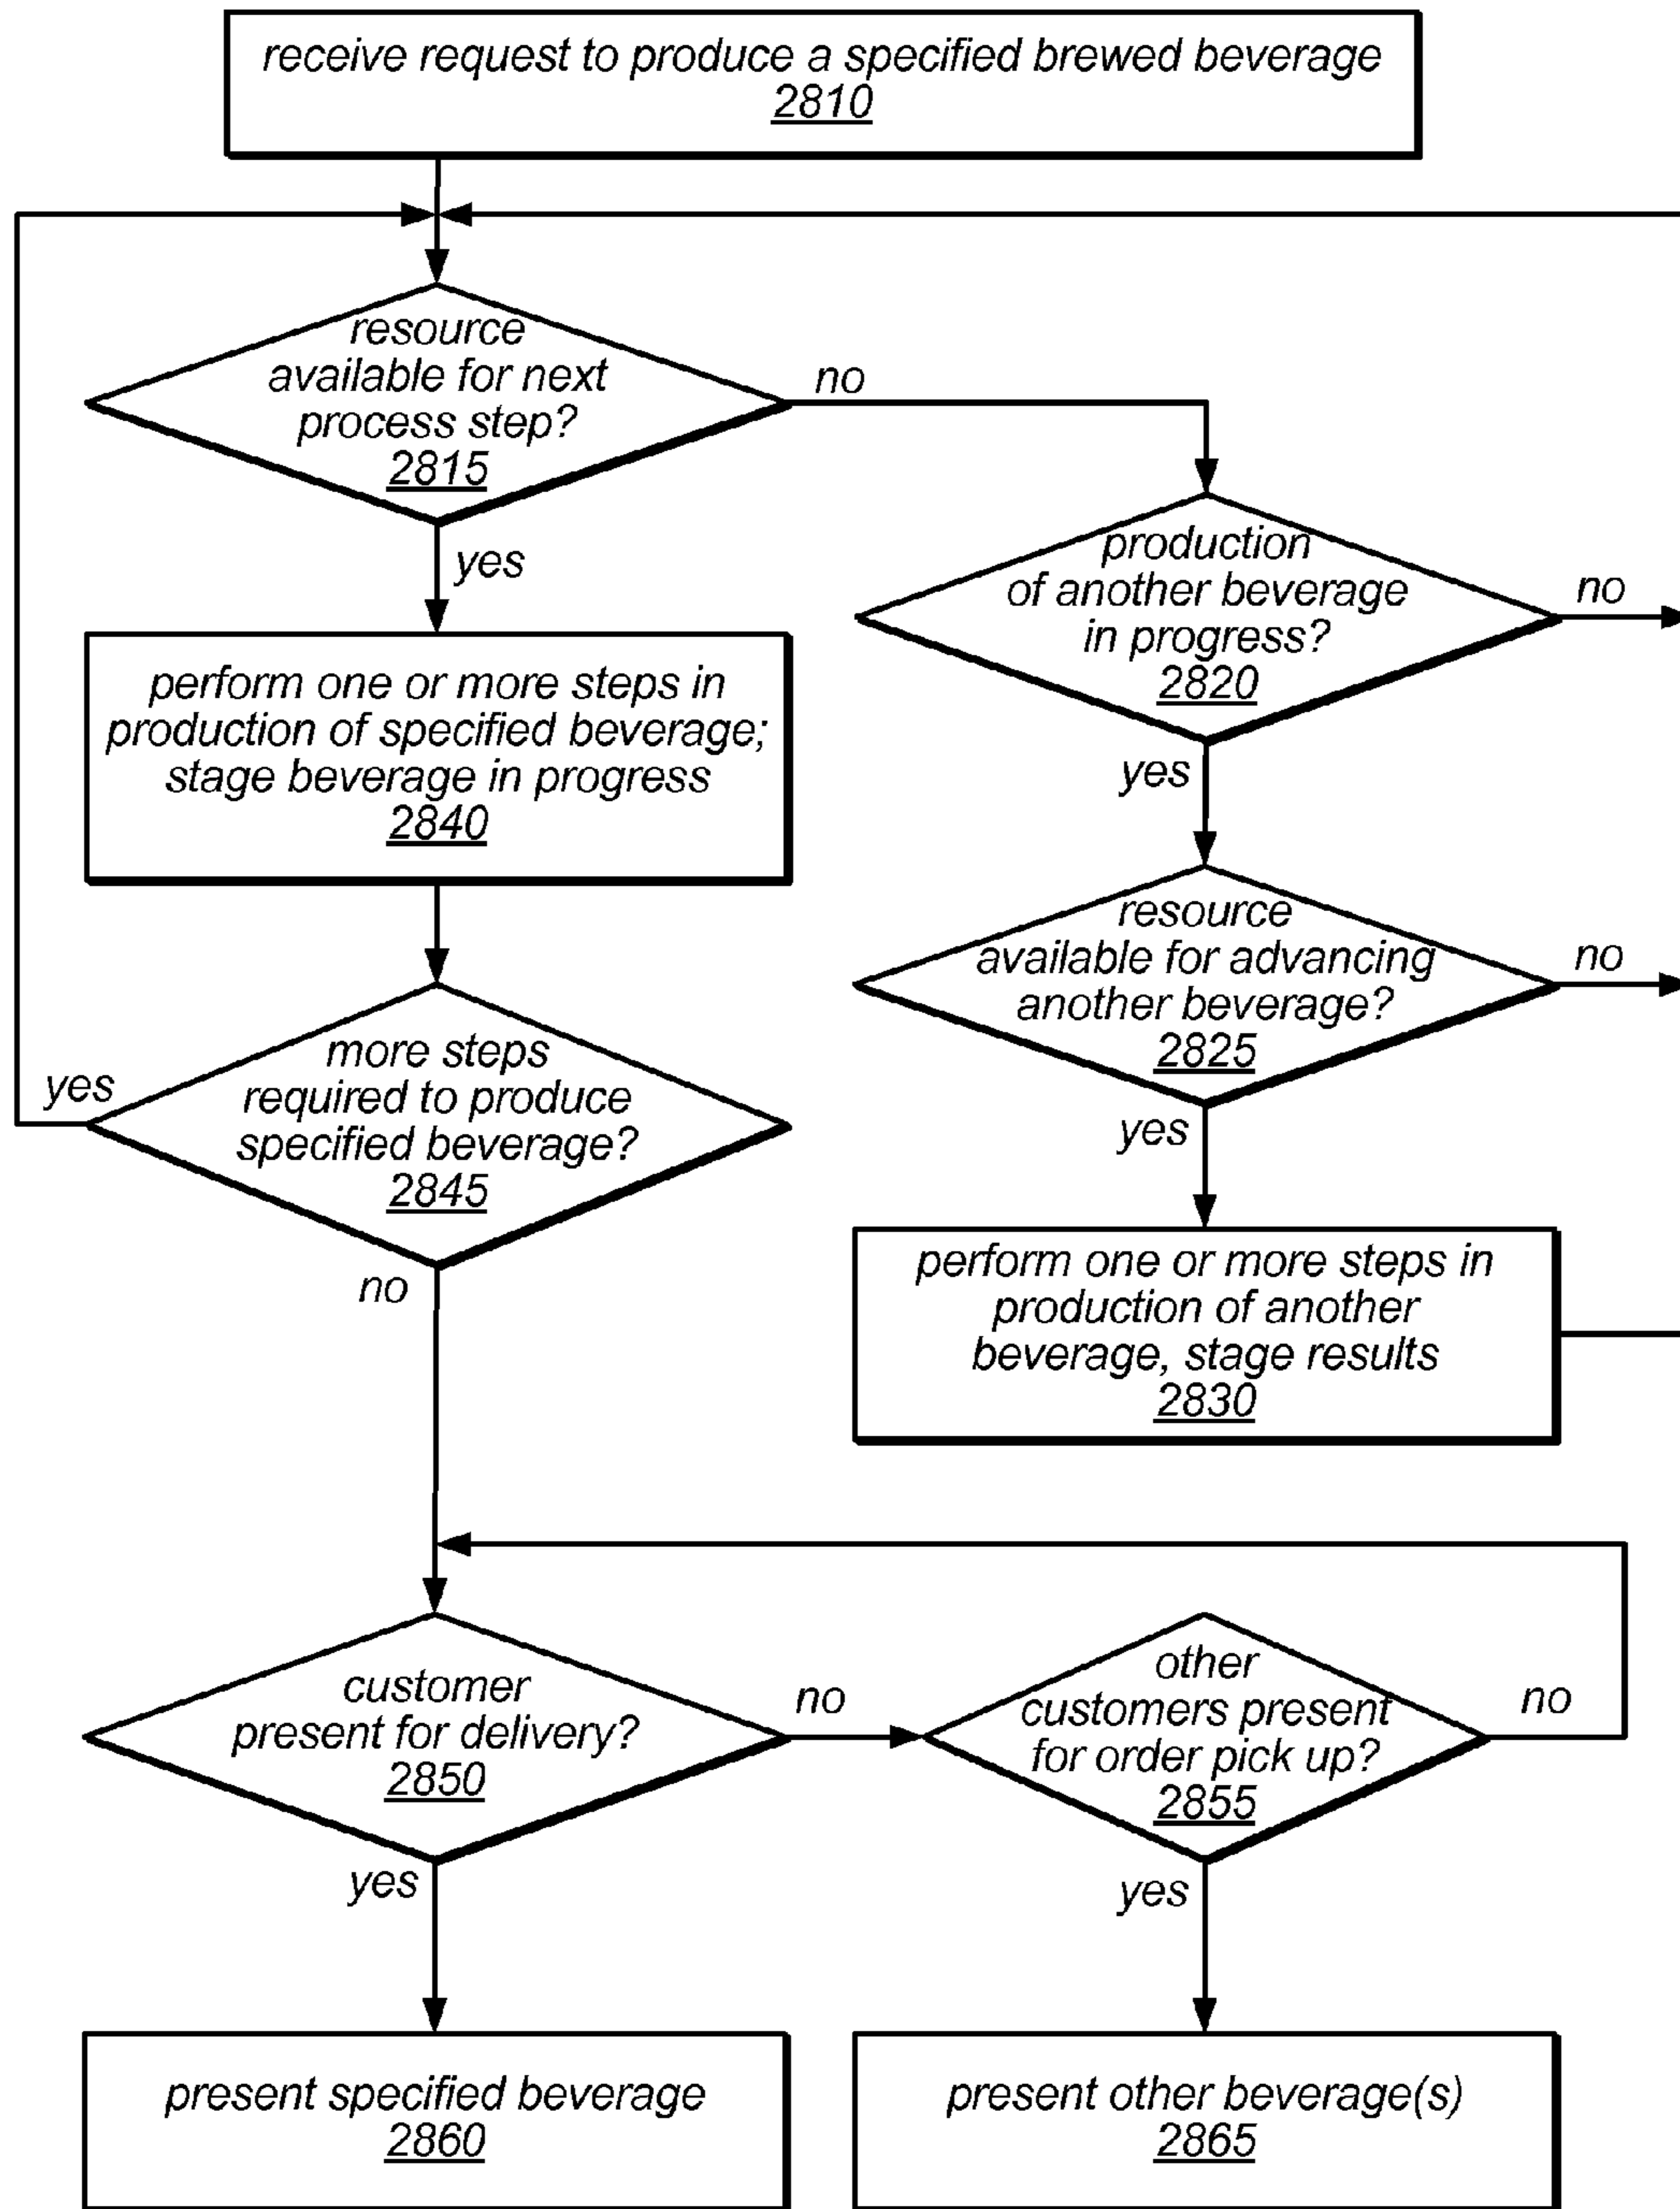 receive request to produce a specified brewed beverage
2810
resource
available for next
process step?
2815
no
yes
production
of another beverage
in progress?
2820
no
yes
perform one or more steps in
production of specified beverage;
stage beverage in progress
2840
resource
available for advancing
another beverage?
2825
no
yes
more steps
required to produce
specified beverage?
2845
yes
no
perform one or more steps in
production of another
beverage, stage results
2830
customer
present for delivery?
2850
no
yes
other
customers present
for order pick up?
2855
no
yes
present specified beverage
2860
present other beverage(s)
2865